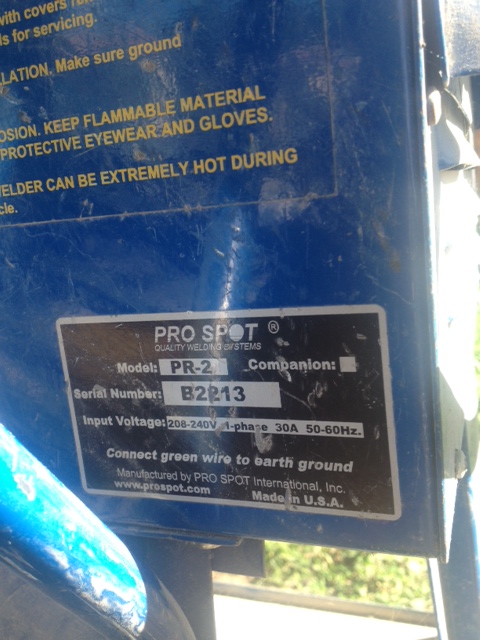 with covers
ls for servicing.
LATION. Make sure ground
OSION. KEEP FLAMMABLE MATERIAL
PROTECTIVE EYEWEAR AND GLOVES.
WELDER CAN BE EXTREMELY HOT DURING
cle.
PRO SPOT ®
QUALITY WELDING SYSTEMS
Model: PR-2 Companion:
Serial Number: B2213
Input Voltage: 208-240V 1-phase 30A 50-60Hz.
Connect green wire to earth ground
Manufactured by PRO SPOT International, Inc.
www.prospot.com Made in U.S.A.